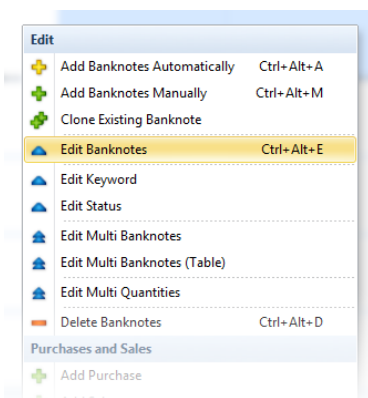 Edit
Add Banknotes Automatically Ctrl+Alt+A
Add Banknotes Manually Ctrl+Alt+M
Clone Existing Banknote
Edit Banknotes Ctrl+Alt+E
Edit Keyword
Edit Status
Edit Multi Banknotes
Edit Multi Banknotes (Table)
Edit Multi Quantities
Delete Banknotes Ctrl+Alt+D
Purchases and Sales
Add Purchase